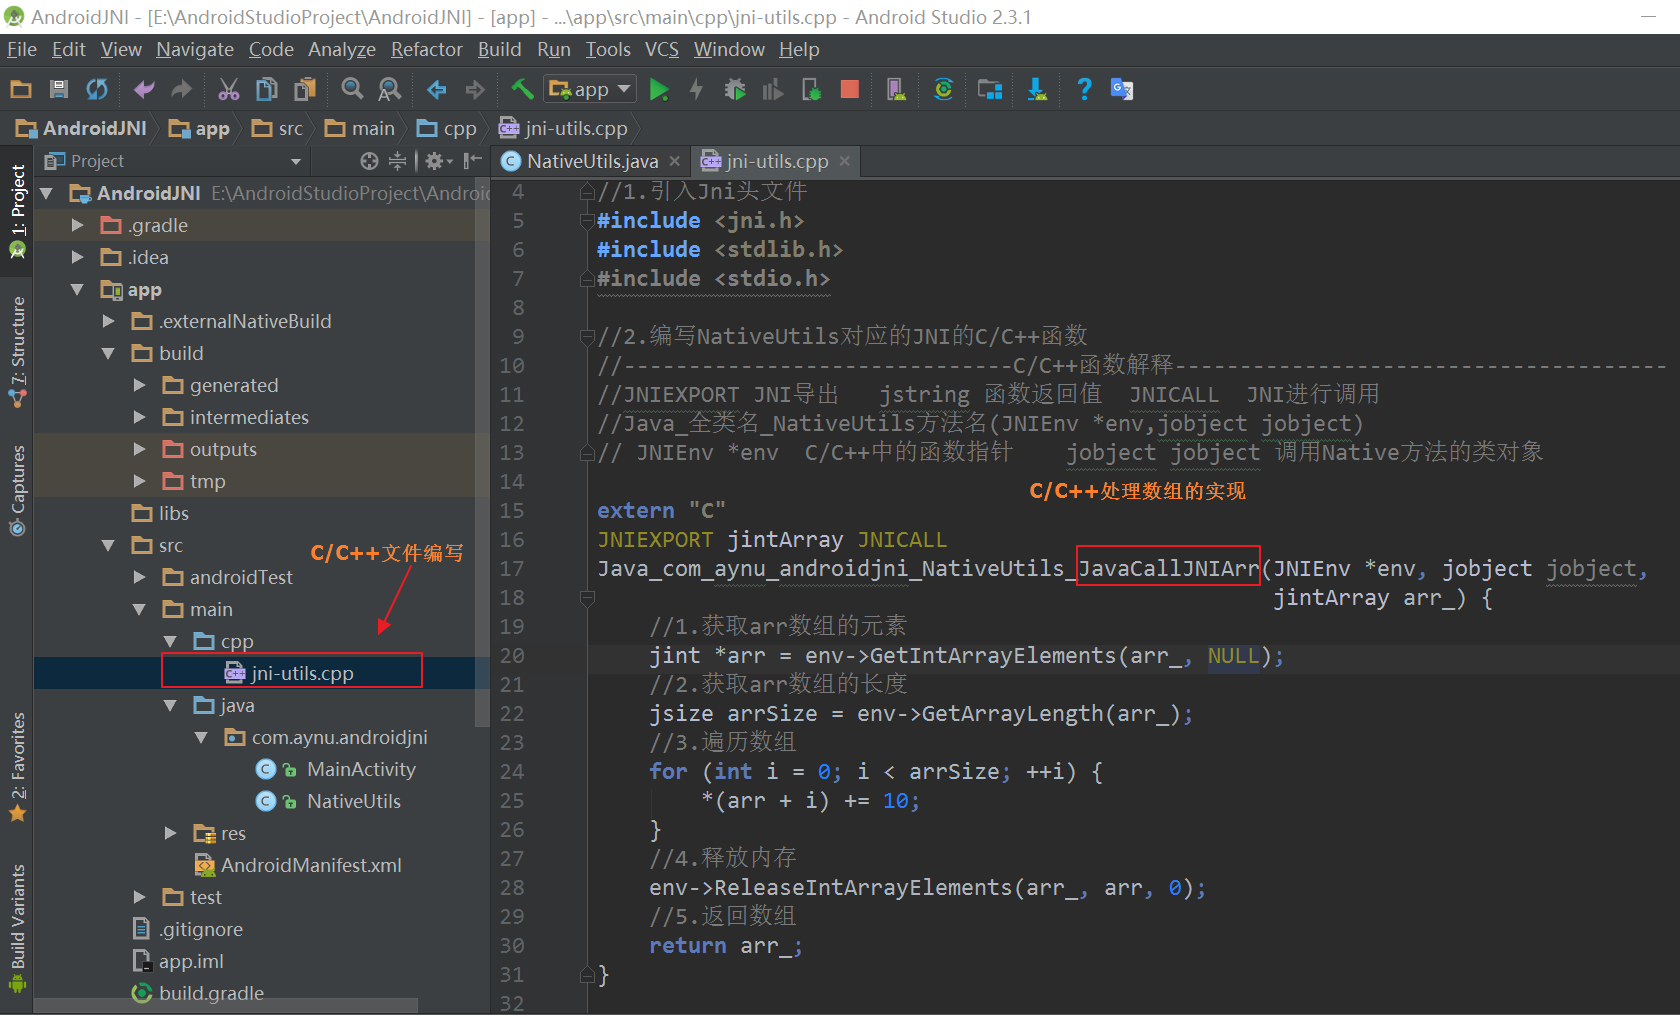 AndroidJNI - [E:\AndroidStudioProject\AndroidJNI] - [app] - ...\app\src\main\cpp\jni-utils.cpp - Android Studio 2.3.1
File Edit View Navigate Code Analyze Refactor Build Run Tools VCS Window Help
app
AndroidJNI app src main cpp jni-utils.cpp
Project
NativeUtils.java jni-utils.cpp
1: Project
7: Structure
Captures
2: Favorites
Build Variants
AndroidJNI E:\AndroidStudioProject\Android
.gradle
.idea
app
.externalNativeBuild
build
generated
intermediates
outputs
tmp
libs
src
C/C++文件编写
androidTest
main
cpp
jni-utils.cpp
java
com.aynu.androidjni
MainActivity
NativeUtils
res
AndroidManifest.xml
test
.gitignore
app.iml
build.gradle
4 //1.引入Jni头文件
5 #include <jni.h>
6 #include <stdlib.h>
7 #include <stdio.h>
8
9 //2.编写NativeUtils对应的JNI的C/C++函数
10 //------------------------------C/C++函数解释--------------------------------------
11 //JNIEXPORT JNI导出   jstring 函数返回值  JNICALL  JNI进行调用
12 //Java_全类名_NativeUtils方法名(JNIEnv *env,jobject jobject)
13 // JNIEnv *env  C/C++中的函数指针    jobject jobject 调用Native方法的类对象
14
C/C++处理数组的实现
15 extern "C"
16 JNIEXPORT jintArray JNICALL
17 Java_com_aynu_androidjni_NativeUtils_JavaCallJNIArr(JNIEnv *env, jobject jobject,
18 jintArray arr_) {
19 //1.获取arr数组的元素
20 jint *arr = env->GetIntArrayElements(arr_, NULL);
21 //2.获取arr数组的长度
22 jsize arrSize = env->GetArrayLength(arr_);
23 //3.遍历数组
24 for (int i = 0; i < arrSize; ++i) {
25 *(arr + i) += 10;
26 }
27 //4.释放内存
28 env->ReleaseIntArrayElements(arr_, arr, 0);
29 //5.返回数组
30 return arr_;
31 }
32